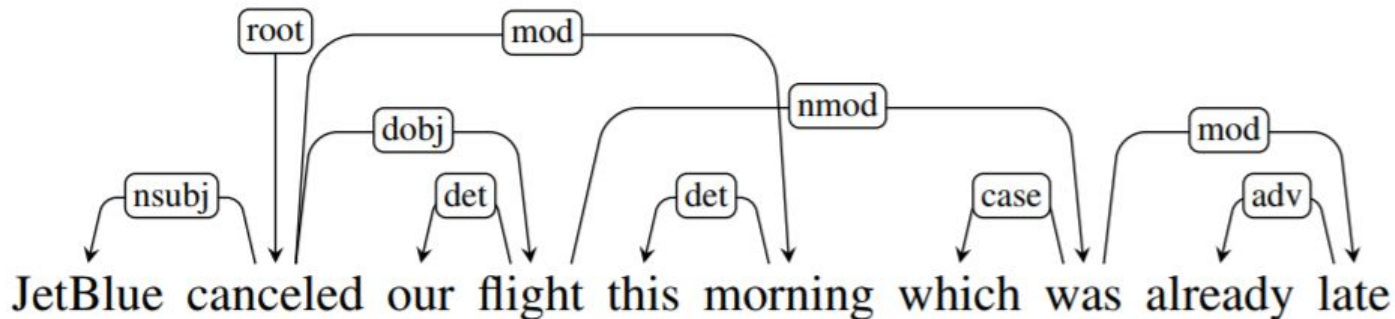 root mod
nmod
dobj mod
nsubj det det case adv
JetBlue canceled our flight this morning which was already late